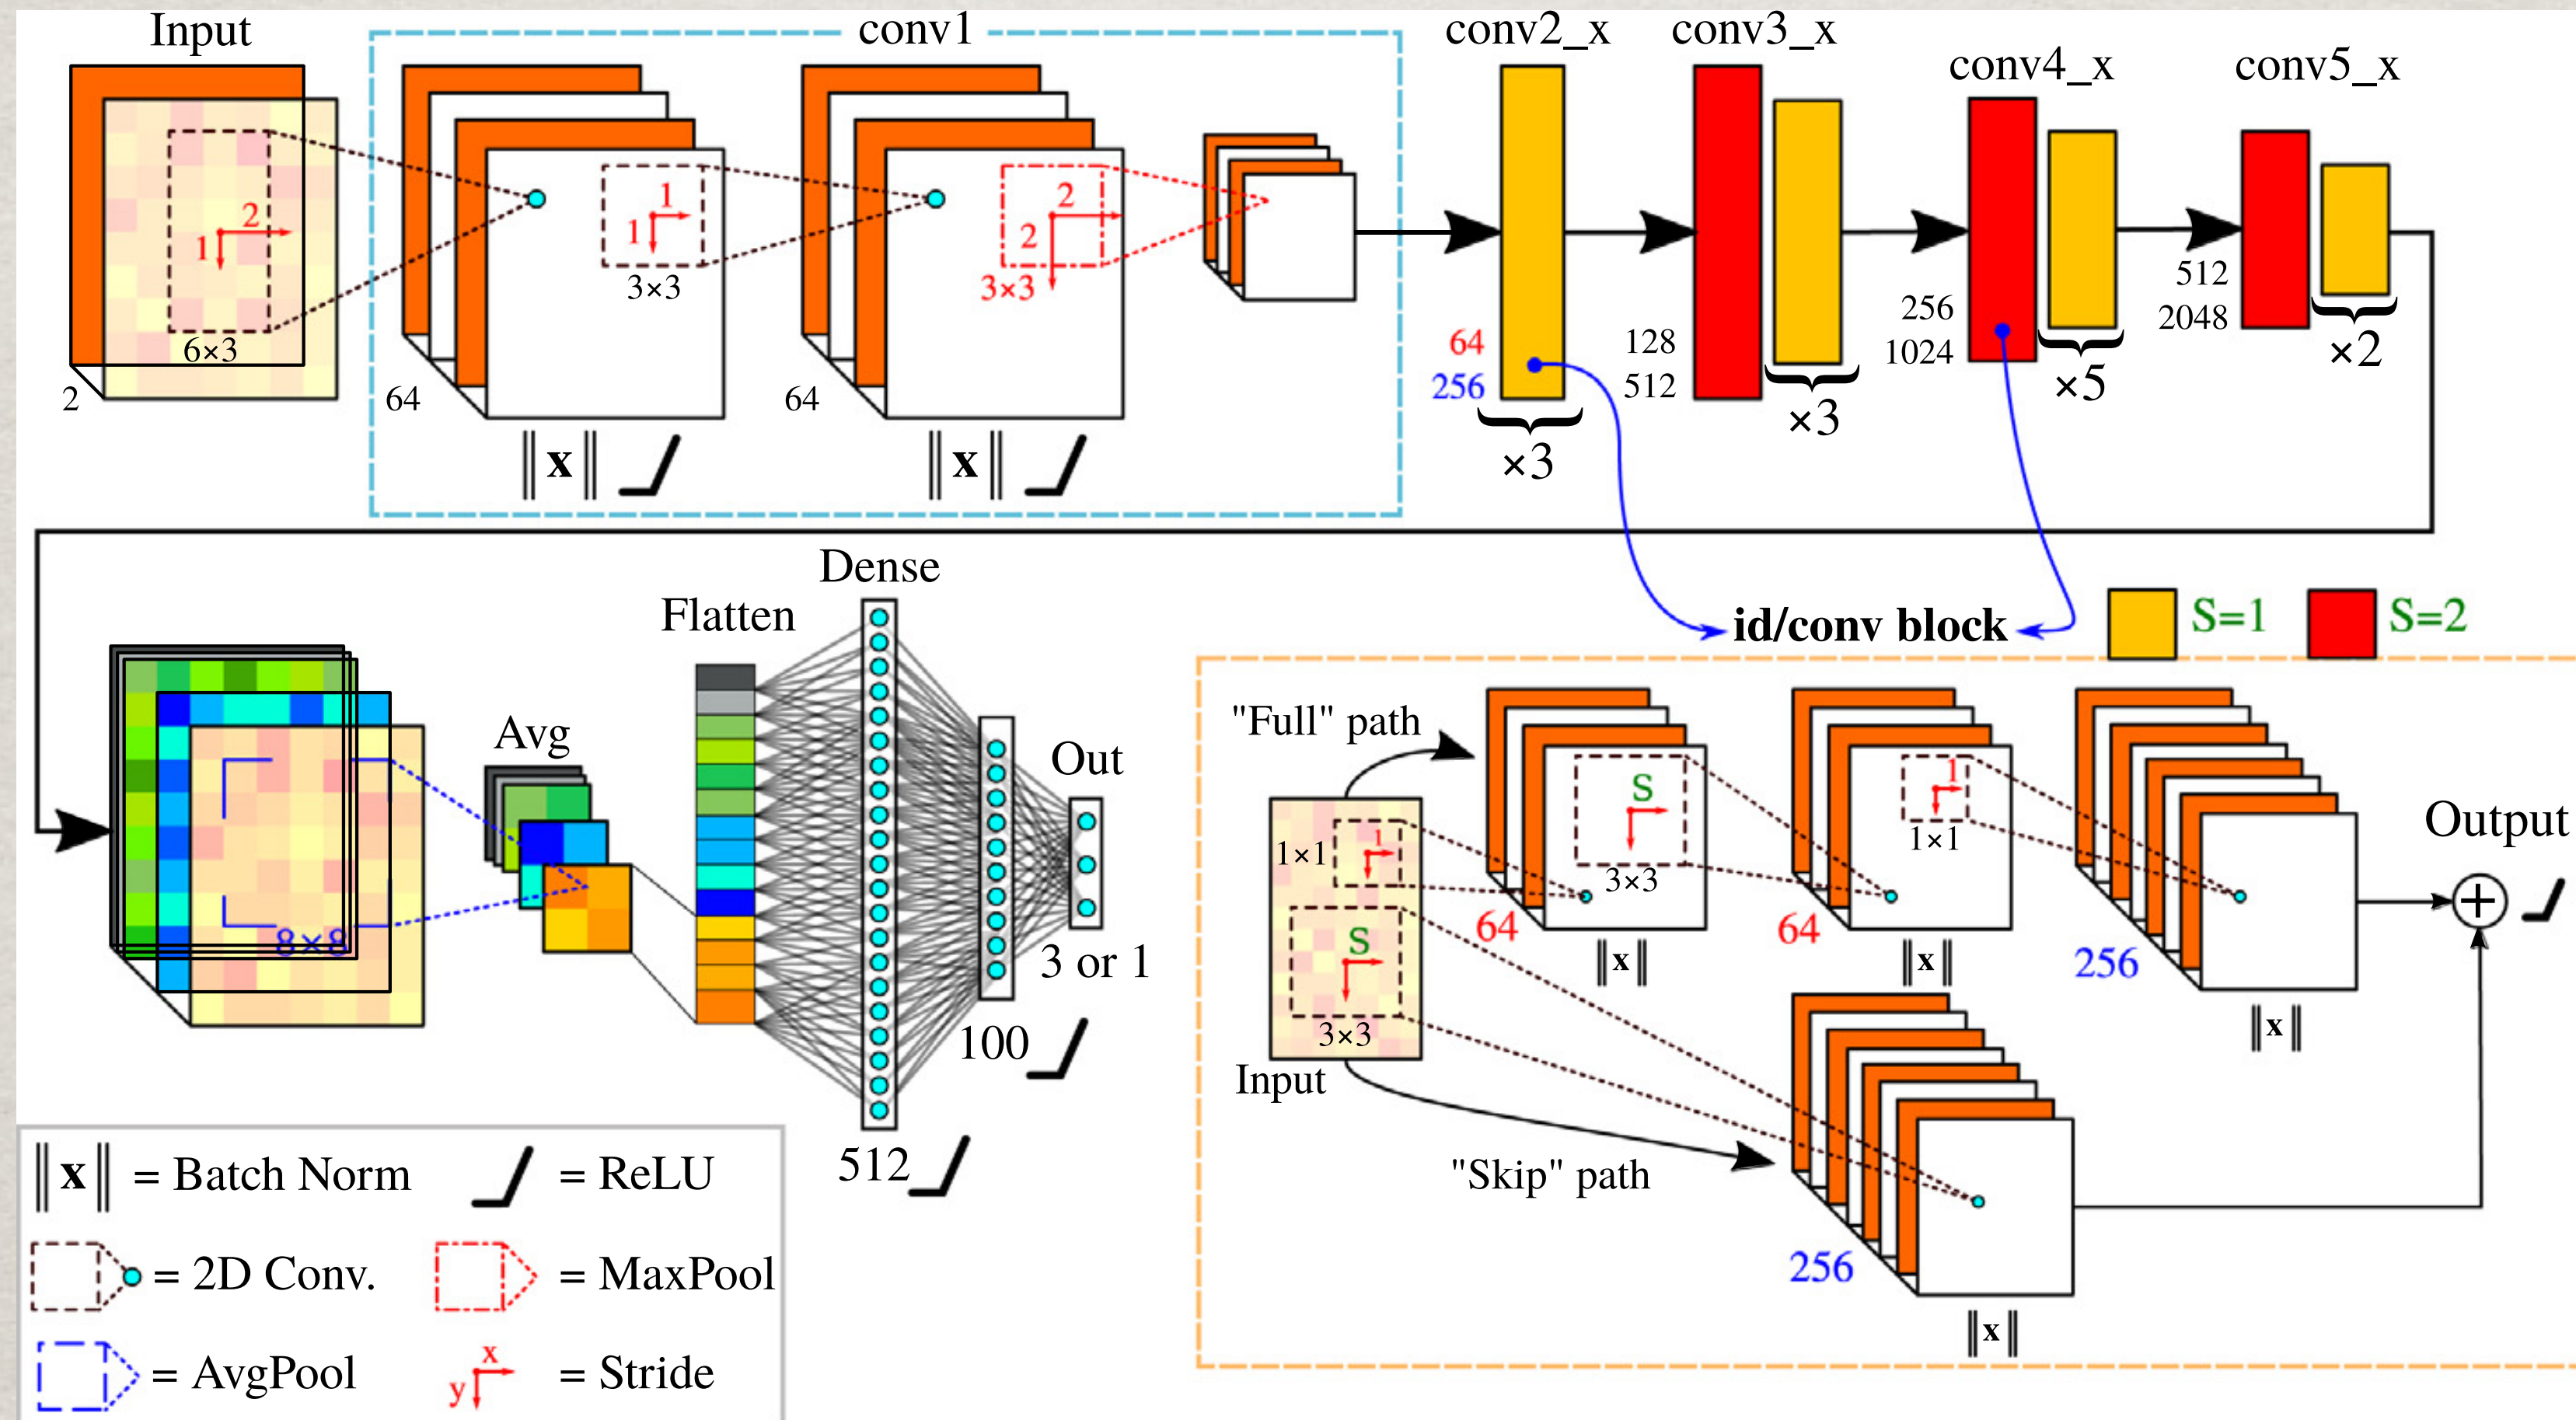 Input
conv1
conv2_x
conv3_x
conv4_x
conv5_x
2
1
6×3
2
64
1
1
3×3
64
2
2
3×3
‖x‖
‖x‖
64
256
×3
128
512
×3
256
1024
×5
512
2048
×2
id/conv block
S=1
S=2
Flatten
Dense
Avg
Out
8×8
3 or 1
100
512
"Full" path
1×1
1
S
3×3
Input
S
3×3
64
‖x‖
1
1×1
64
‖x‖
256
‖x‖
Output
+
"Skip" path
256
‖x‖
‖x‖ = Batch Norm
= ReLU
= 2D Conv.
= MaxPool
= AvgPool
x
y
= Stride